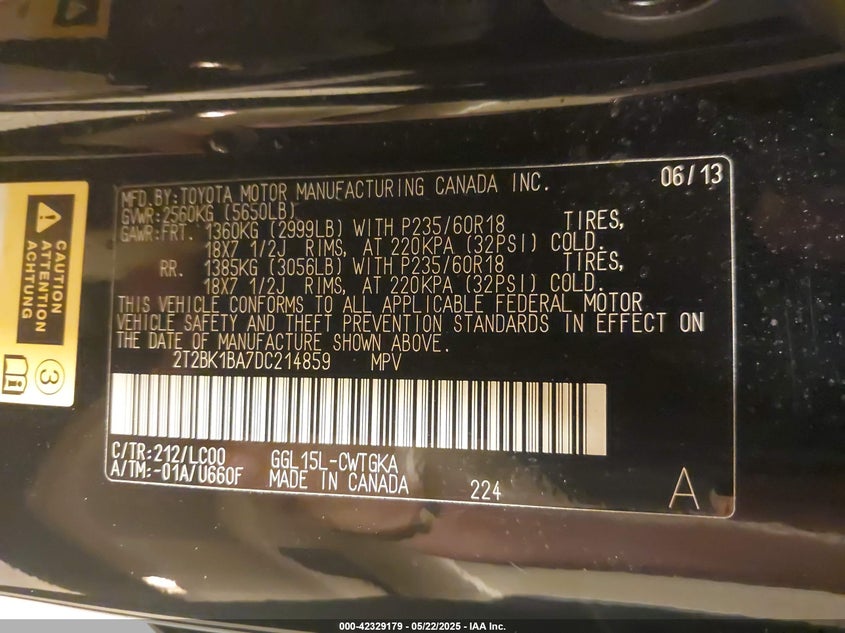 MFD.BY:TOYOTA MOTOR MANUFACTURING CANADA INC. 06/13
GVWR:2560KG (5650LB)
GAWR:FRT. 1360KG (2999LB) WITH P235/60R18 TIRES,
18X7 1/2J RIMS, AT 220KPA (32PSI) COLD.
RR. 1385KG (3056LB) WITH P235/60R18 TIRES,
18X7 1/2J RIMS, AT 220KPA (32PSI) COLD.
THIS VEHICLE CONFORMS TO ALL APPLICABLE FEDERAL MOTOR
VEHICLE SAFETY AND THEFT PREVENTION STANDARDS IN EFFECT ON
THE DATE OF MANUFACTURE SHOWN ABOVE.
2T2BK1BA7DC214859 MPV
C/TR:212/LC00 GGL15L-CWTGKA
A/TM:-01A/U660F MADE IN CANADA 224 A
CAUTION
ATTENTION
ACHTUNG
3
000-42329179 - 05/22/2025 - IAA Inc.